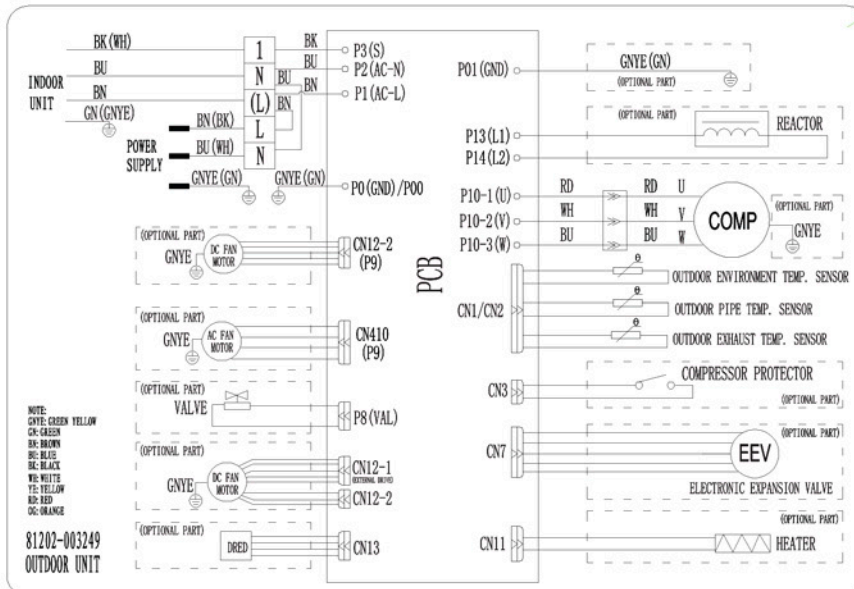 BK(WH)
BU
BN
GN(GNYE)
INDOOR
UNIT
1
N
(L)
L
N
BK
BU
BU
BN
BN
BN(BK)
BU(WH)
POWER
SUPPLY
GNYE(GN)
GNYE(GN)
P3(S)
P2(AC-N)
P1(AC-L)
P0(GND)/P00
(OPTIONAL PART)
GNYE
DC FAN
MOTOR
CN12-2
(P9)
(OPTIONAL PART)
GNYE
AC FAN
MOTOR
CN410
(P9)
(OPTIONAL PART)
VALVE
P8(VAL)
(OPTIONAL PART)
GNYE
DC FAN
MOTOR
CN12-1
(EXTERNAL DRIVE)
CN12-2
(OPTIONAL PART)
DRED
CN13
NOTE:
GNYE:GREEN YELLOW
GN:GREEN
BN:BROWN
BU:BLUE
BK:BLACK
WH:WHITE
YE:YELLOW
RD:RED
OG:ORANGE
81202-003249
OUTDOOR UNIT
PCB
P01(GND)
GNYE(GN)
(OPTIONAL PART)
(OPTIONAL PART)
REACTOR
P13(L1)
P14(L2)
P10-1(U)
RD
RD
U
P10-2(V)
WH
WH
V
P10-3(W)
BU
BU
W
COMP
(OPTIONAL PART)
GNYE
CN1/CN2
θ
OUTDOOR ENVIRONMENT TEMP. SENSOR
θ
OUTDOOR PIPE TEMP. SENSOR
θ
OUTDOOR EXHAUST TEMP. SENSOR
CN3
COMPRESSOR PROTECTOR
(OPTIONAL PART)
CN7
EEV
(OPTIONAL PART)
ELECTRONIC EXPANSION VALVE
(OPTIONAL PART)
CN11
HEATER